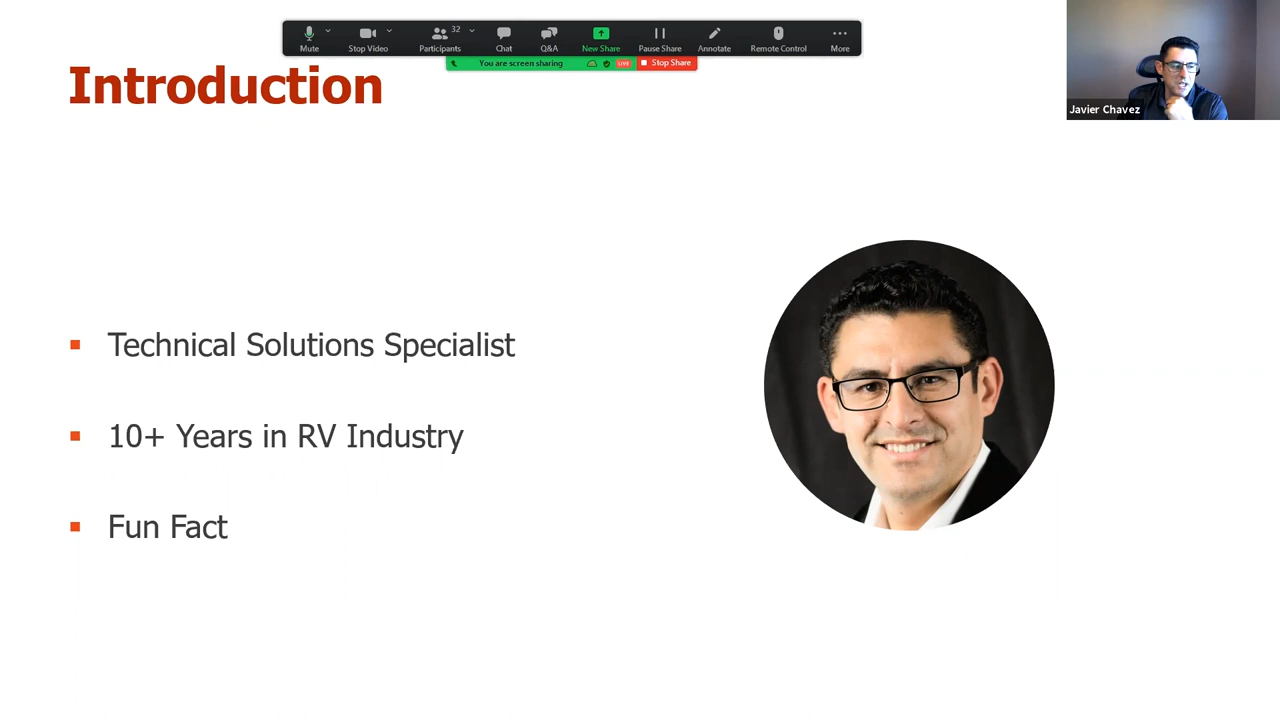 32
Mute
Stop Video
Participants
Chat
Q&A
New Share
Pause Share
Annotate
Remote Control
More
You are screen sharing
LIVE
Stop Share
Introduction
Javier Chavez
Technical Solutions Specialist
10+ Years in RV Industry
Fun Fact